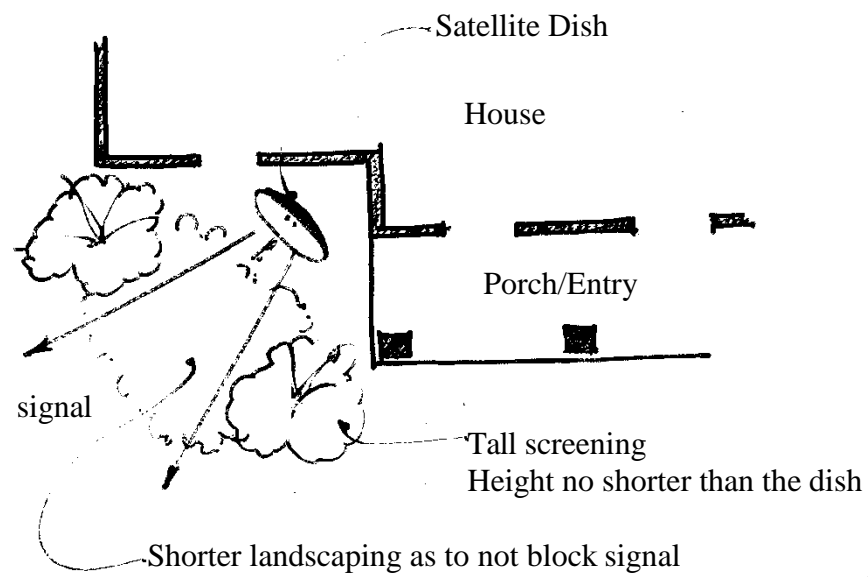 Satellite Dish
House
Porch/Entry
signal
Tall screening
Height no shorter than the dish
Shorter landscaping as to not block signal